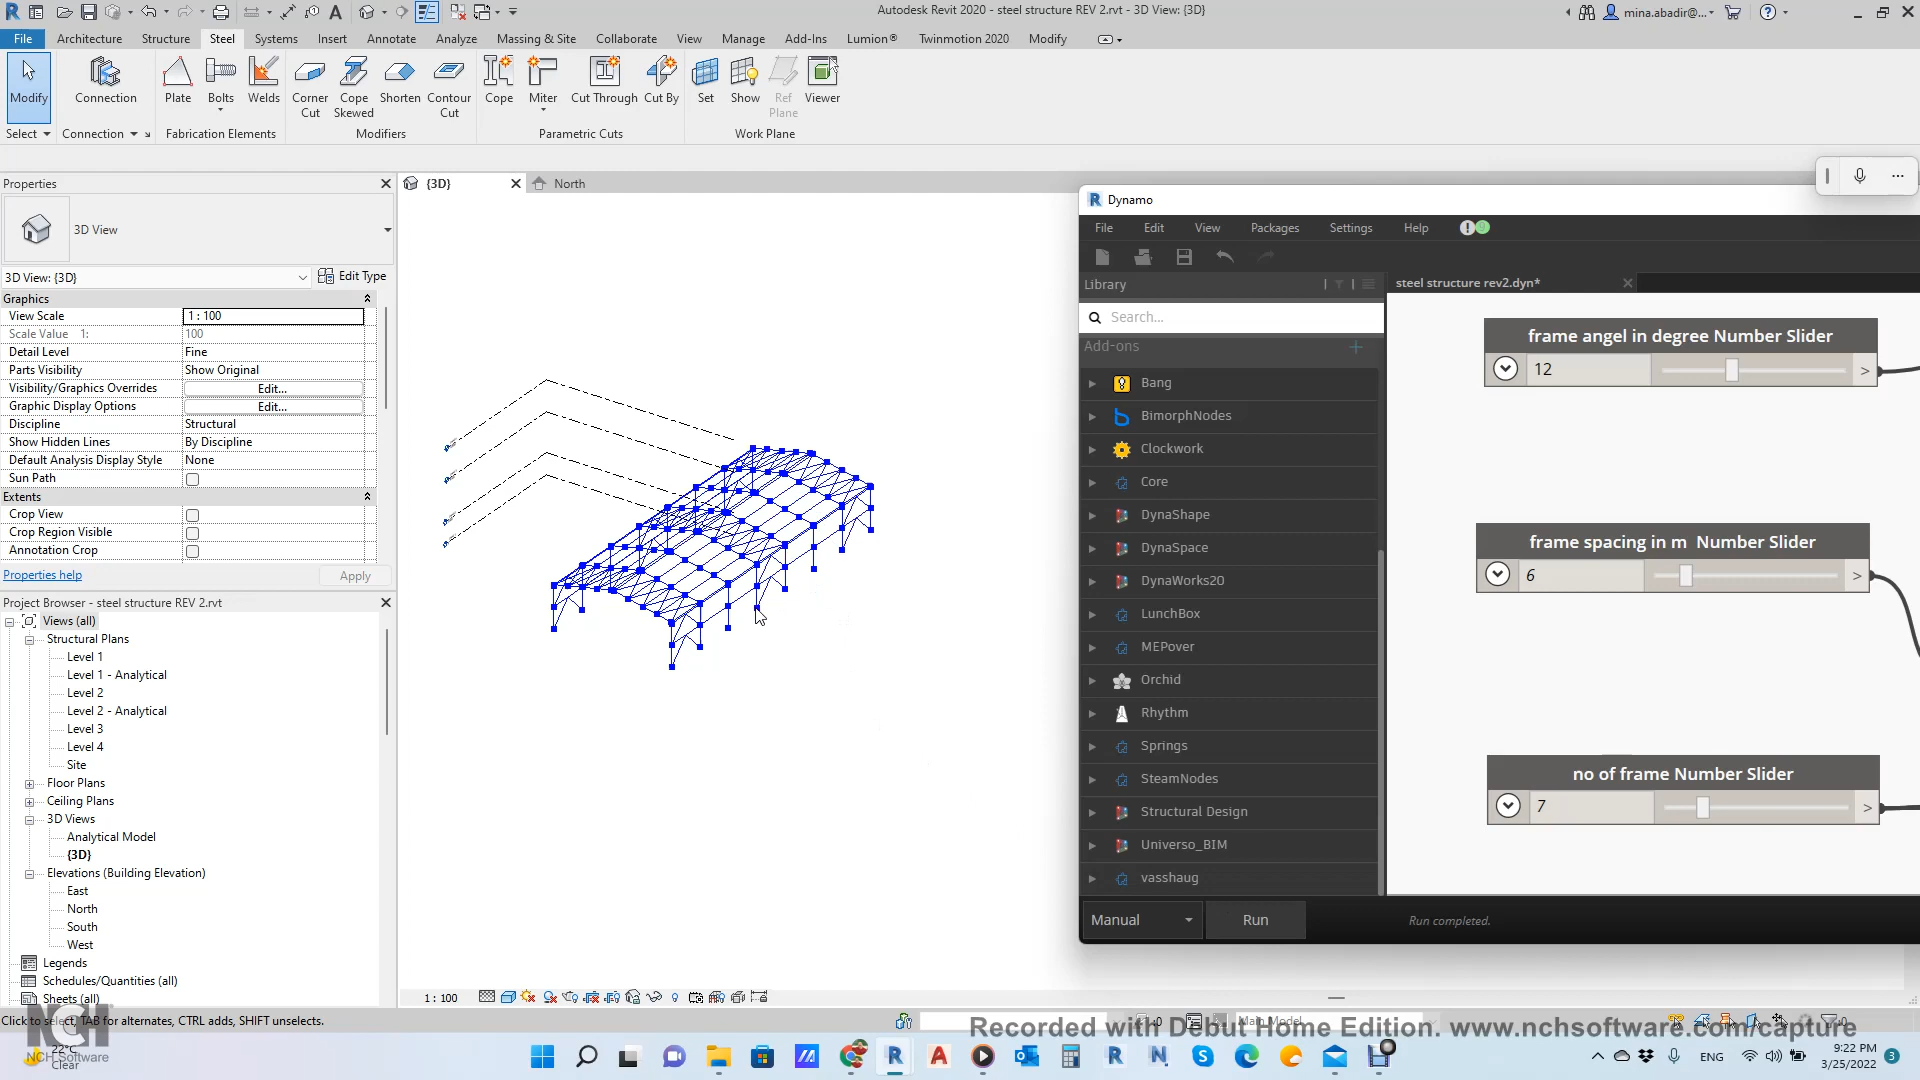 Autodesk Revit 2020 - steel structure REV 2.rvt - 3D View: {3D}
mina.abadir@...
File
Architecture
Structure
Steel
Systems
Insert
Annotate
Analyze
Massing & Site
Collaborate
View
Manage
Add-Ins
Lumion®
Twinmotion 2020
Modify
Modify
Connection
Plate
Bolts
Welds
Corner
Cut
Cope
Skewed
Shorten
Contour
Cut
Cope
Miter
Cut Through
Cut By
Set
Show
Ref
Plane
Viewer
Select
Connection
Fabrication Elements
Modifiers
Parametric Cuts
Work Plane
Properties
3D View
3D View: {3D}
Edit Type
Graphics
View Scale
1 : 100
Scale Value 1:
100
Detail Level
Fine
Parts Visibility
Show Original
Visibility/Graphics Overrides
Edit...
Graphic Display Options
Edit...
Discipline
Structural
Show Hidden Lines
By Discipline
Default Analysis Display Style
None
Sun Path
Extents
Crop View
Crop Region Visible
Annotation Crop
Properties help
Apply
Project Browser - steel structure REV 2.rvt
Views (all)
Structural Plans
Level 1
Level 1 - Analytical
Level 2
Level 2 - Analytical
Level 3
Level 4
Site
Floor Plans
Ceiling Plans
3D Views
Analytical Model
{3D}
Elevations (Building Elevation)
East
North
South
West
Legends
Schedules/Quantities (all)
Sheets (all)
{3D}
North
1 : 100
Dynamo
File
Edit
View
Packages
Settings
Help
Library
Search...
Add-ons
Bang
BimorphNodes
Clockwork
Core
DynaShape
DynaSpace
DynaWorks20
LunchBox
MEPover
Orchid
Rhythm
Springs
SteamNodes
Structural Design
Universo_BIM
vasshaug
Manual
Run
Run completed.
steel structure rev2.dyn*
frame angel in degree Number Slider
12
>
frame spacing in m Number Slider
6
>
no of frame Number Slider
7
>
Click to select, TAB for alternates, CTRL adds, SHIFT unselects.
:0
Main Model
:0
Recorded with Debut Home Edition. www.nchsoftware.com/capture
NCH
NCH Software
22°C
Clear
ENG
9:22 PM
3/25/2022
3